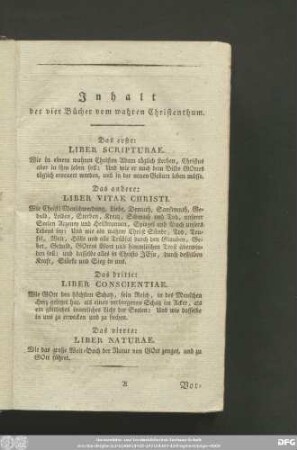 Inhalt
der vier Bücher vom wahren Christenthum.
Das erste:
LIBER SCRIPTURAE.
Wie in einem wahren Christen Adam täglich sterben, Christus
aber in ihm leben soll; Und wie er nach dem Bilde GOttes
täglich erneuert werden, und in der neuen Geburt leben müsse.
Das andere:
LIBER VITAE CHRISTI.
Wie Christi Menschwerdung, Liebe, Demuth, Sanftmuth, Ge-
duld, Leiden, Sterben, Kreuz, Schmach und Tod, unserer
Seelen Arzeney und Heilbrunnen, Spiegel und Buch unsers
Lebens sey: Und wie ein wahrer Christ Sünde, Tod, Teu-
fel, Welt, Hölle und alle Trübsal durch den Glauben, Ge-
bet, Geduld, GOttes Wort und himmlischen Trost überwin-
den soll; und desselbe alles in Christo JEsu, durch desselben
Kraft, Stärke und Sieg in uns.
Das dritte:
LIBER CONSCIENTIAE.
Wie GOtt den höchsten Schatz, sein Reich, in des Menschen
Herz geleget hat, als einen verborgenen Schatz im Acker, als
ein göttliches innerliches Licht der Seelen: Und wie dasselbe
in uns zu erwecken und zu suchen.
Das vierte:
LIBER NATURAE.
Wie das große Welt-Buch der Natur von GOtt zeuget, und zu
GOtt führet.
Vor-